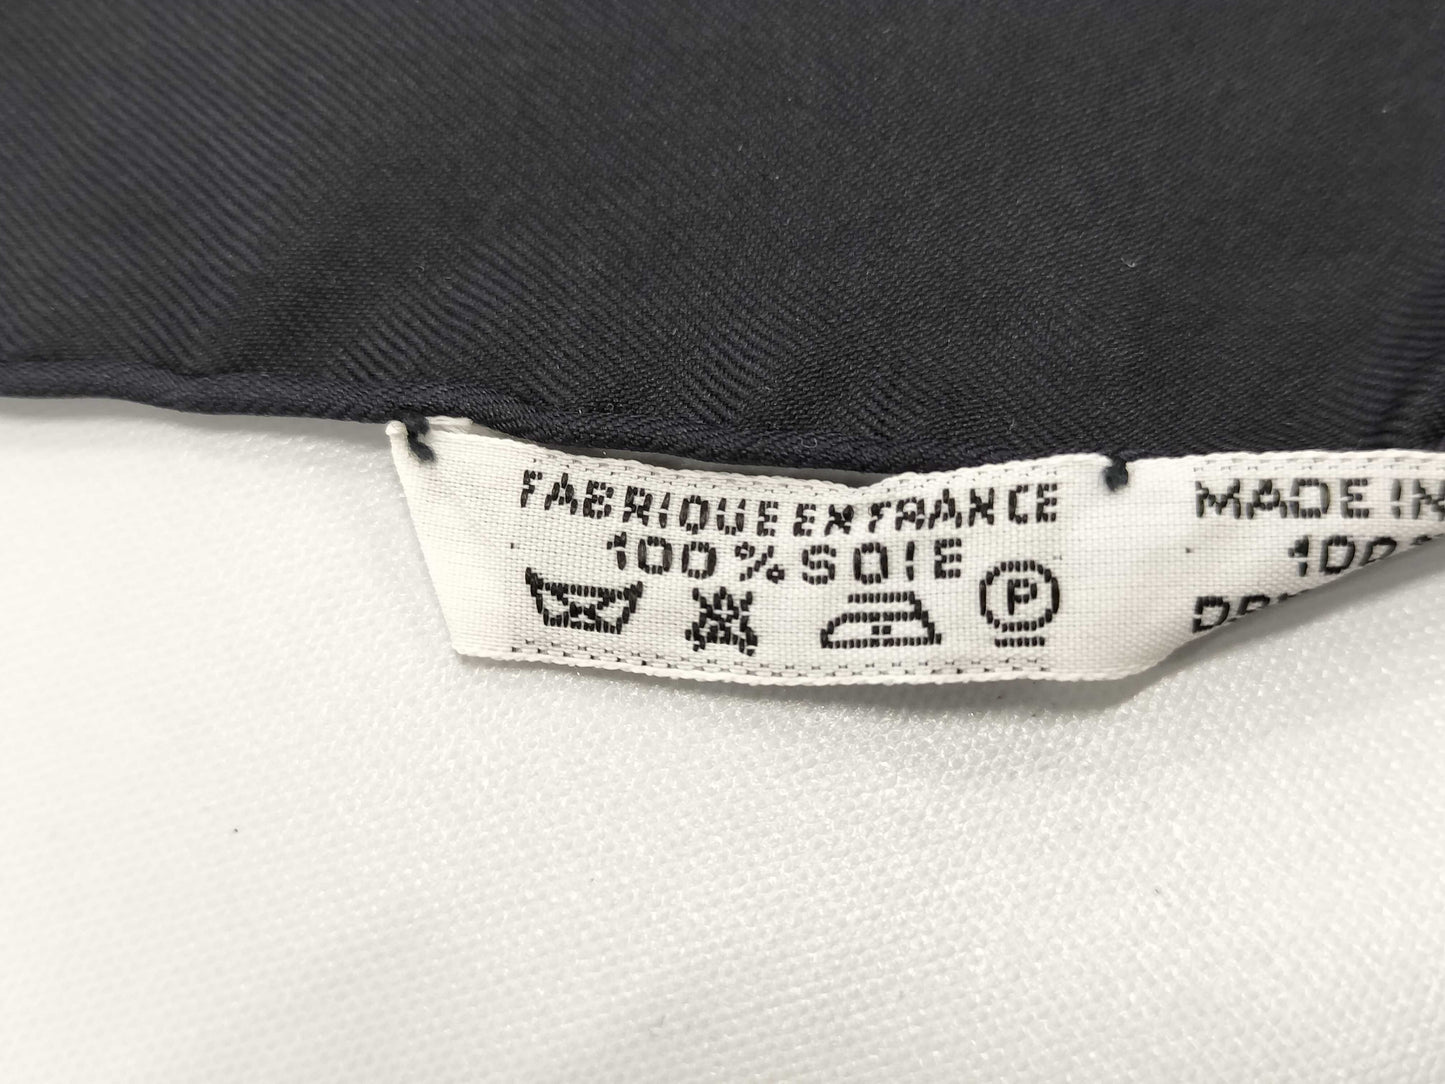 FABRIQUE EN FRANCE
100% SOIE
P
MADE IN